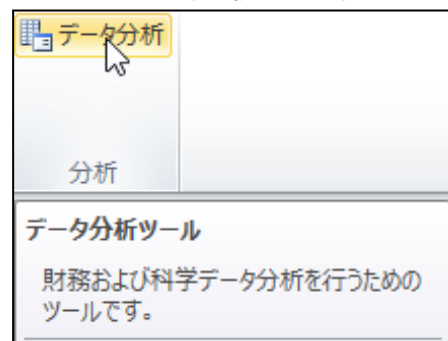 データ分析
分析
データ分析ツール
財務および科学データ分析を行うための
ツールです。